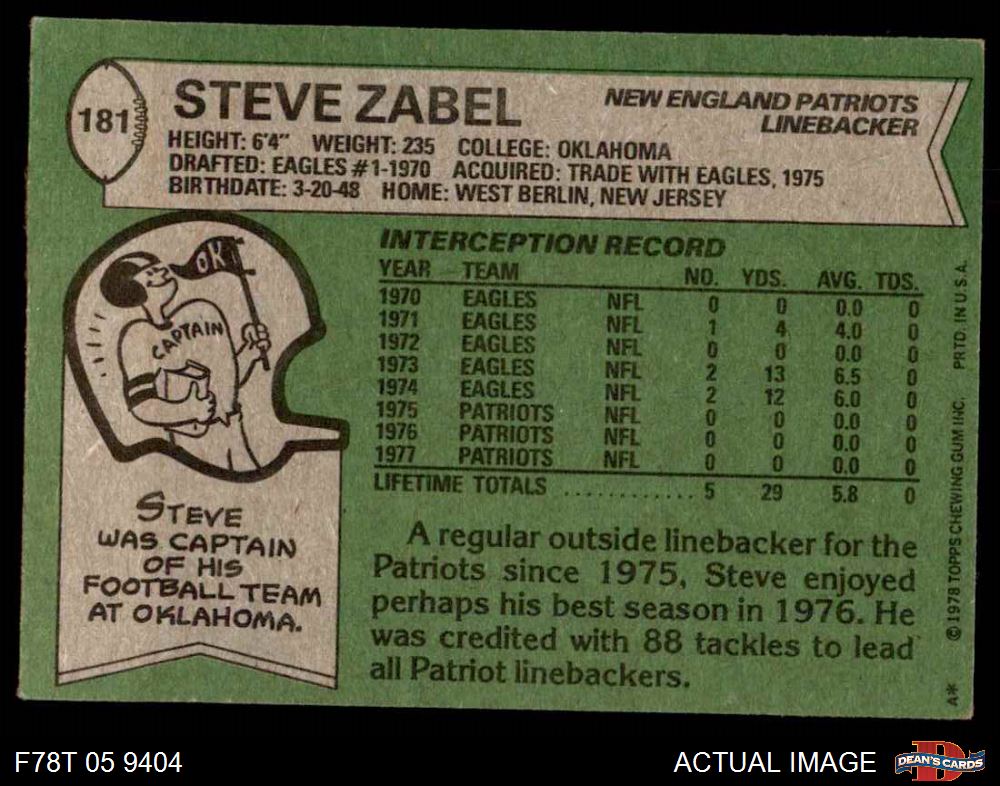 181
STEVE ZABEL
NEW ENGLAND PATRIOTS
LINEBACKER
HEIGHT: 6'4" WEIGHT: 235 COLLEGE: OKLAHOMA
DRAFTED: EAGLES #1-1970 ACQUIRED: TRADE WITH EAGLES, 1975
BIRTHDATE: 3-20-48 HOME: WEST BERLIN, NEW JERSEY
OK
CAPTAIN
STEVE
WAS CAPTAIN
OF HIS
FOOTBALL TEAM
AT OKLAHOMA.
INTERCEPTION RECORD
YEAR TEAM NO. YDS. AVG. TDS.
1970 EAGLES NFL 0 0 0.0 0
1971 EAGLES NFL 1 4 4.0 0
1972 EAGLES NFL 0 0 0.0 0
1973 EAGLES NFL 2 13 6.5 0
1974 EAGLES NFL 2 12 6.0 0
1975 PATRIOTS NFL 0 0 0.0 0
1976 PATRIOTS NFL 0 0 0.0 0
1977 PATRIOTS NFL 0 0 0.0 0
LIFETIME TOTALS ............ 5 29 5.8 0
A regular outside linebacker for the
Patriots since 1975, Steve enjoyed
perhaps his best season in 1976. He
was credited with 88 tackles to lead
all Patriot linebackers.
A* © 1978 TOPPS CHEWING GUM INC. PRTD. IN U.S.A.
F78T 05 9404
ACTUAL IMAGE
D
DEAN'S CARDS